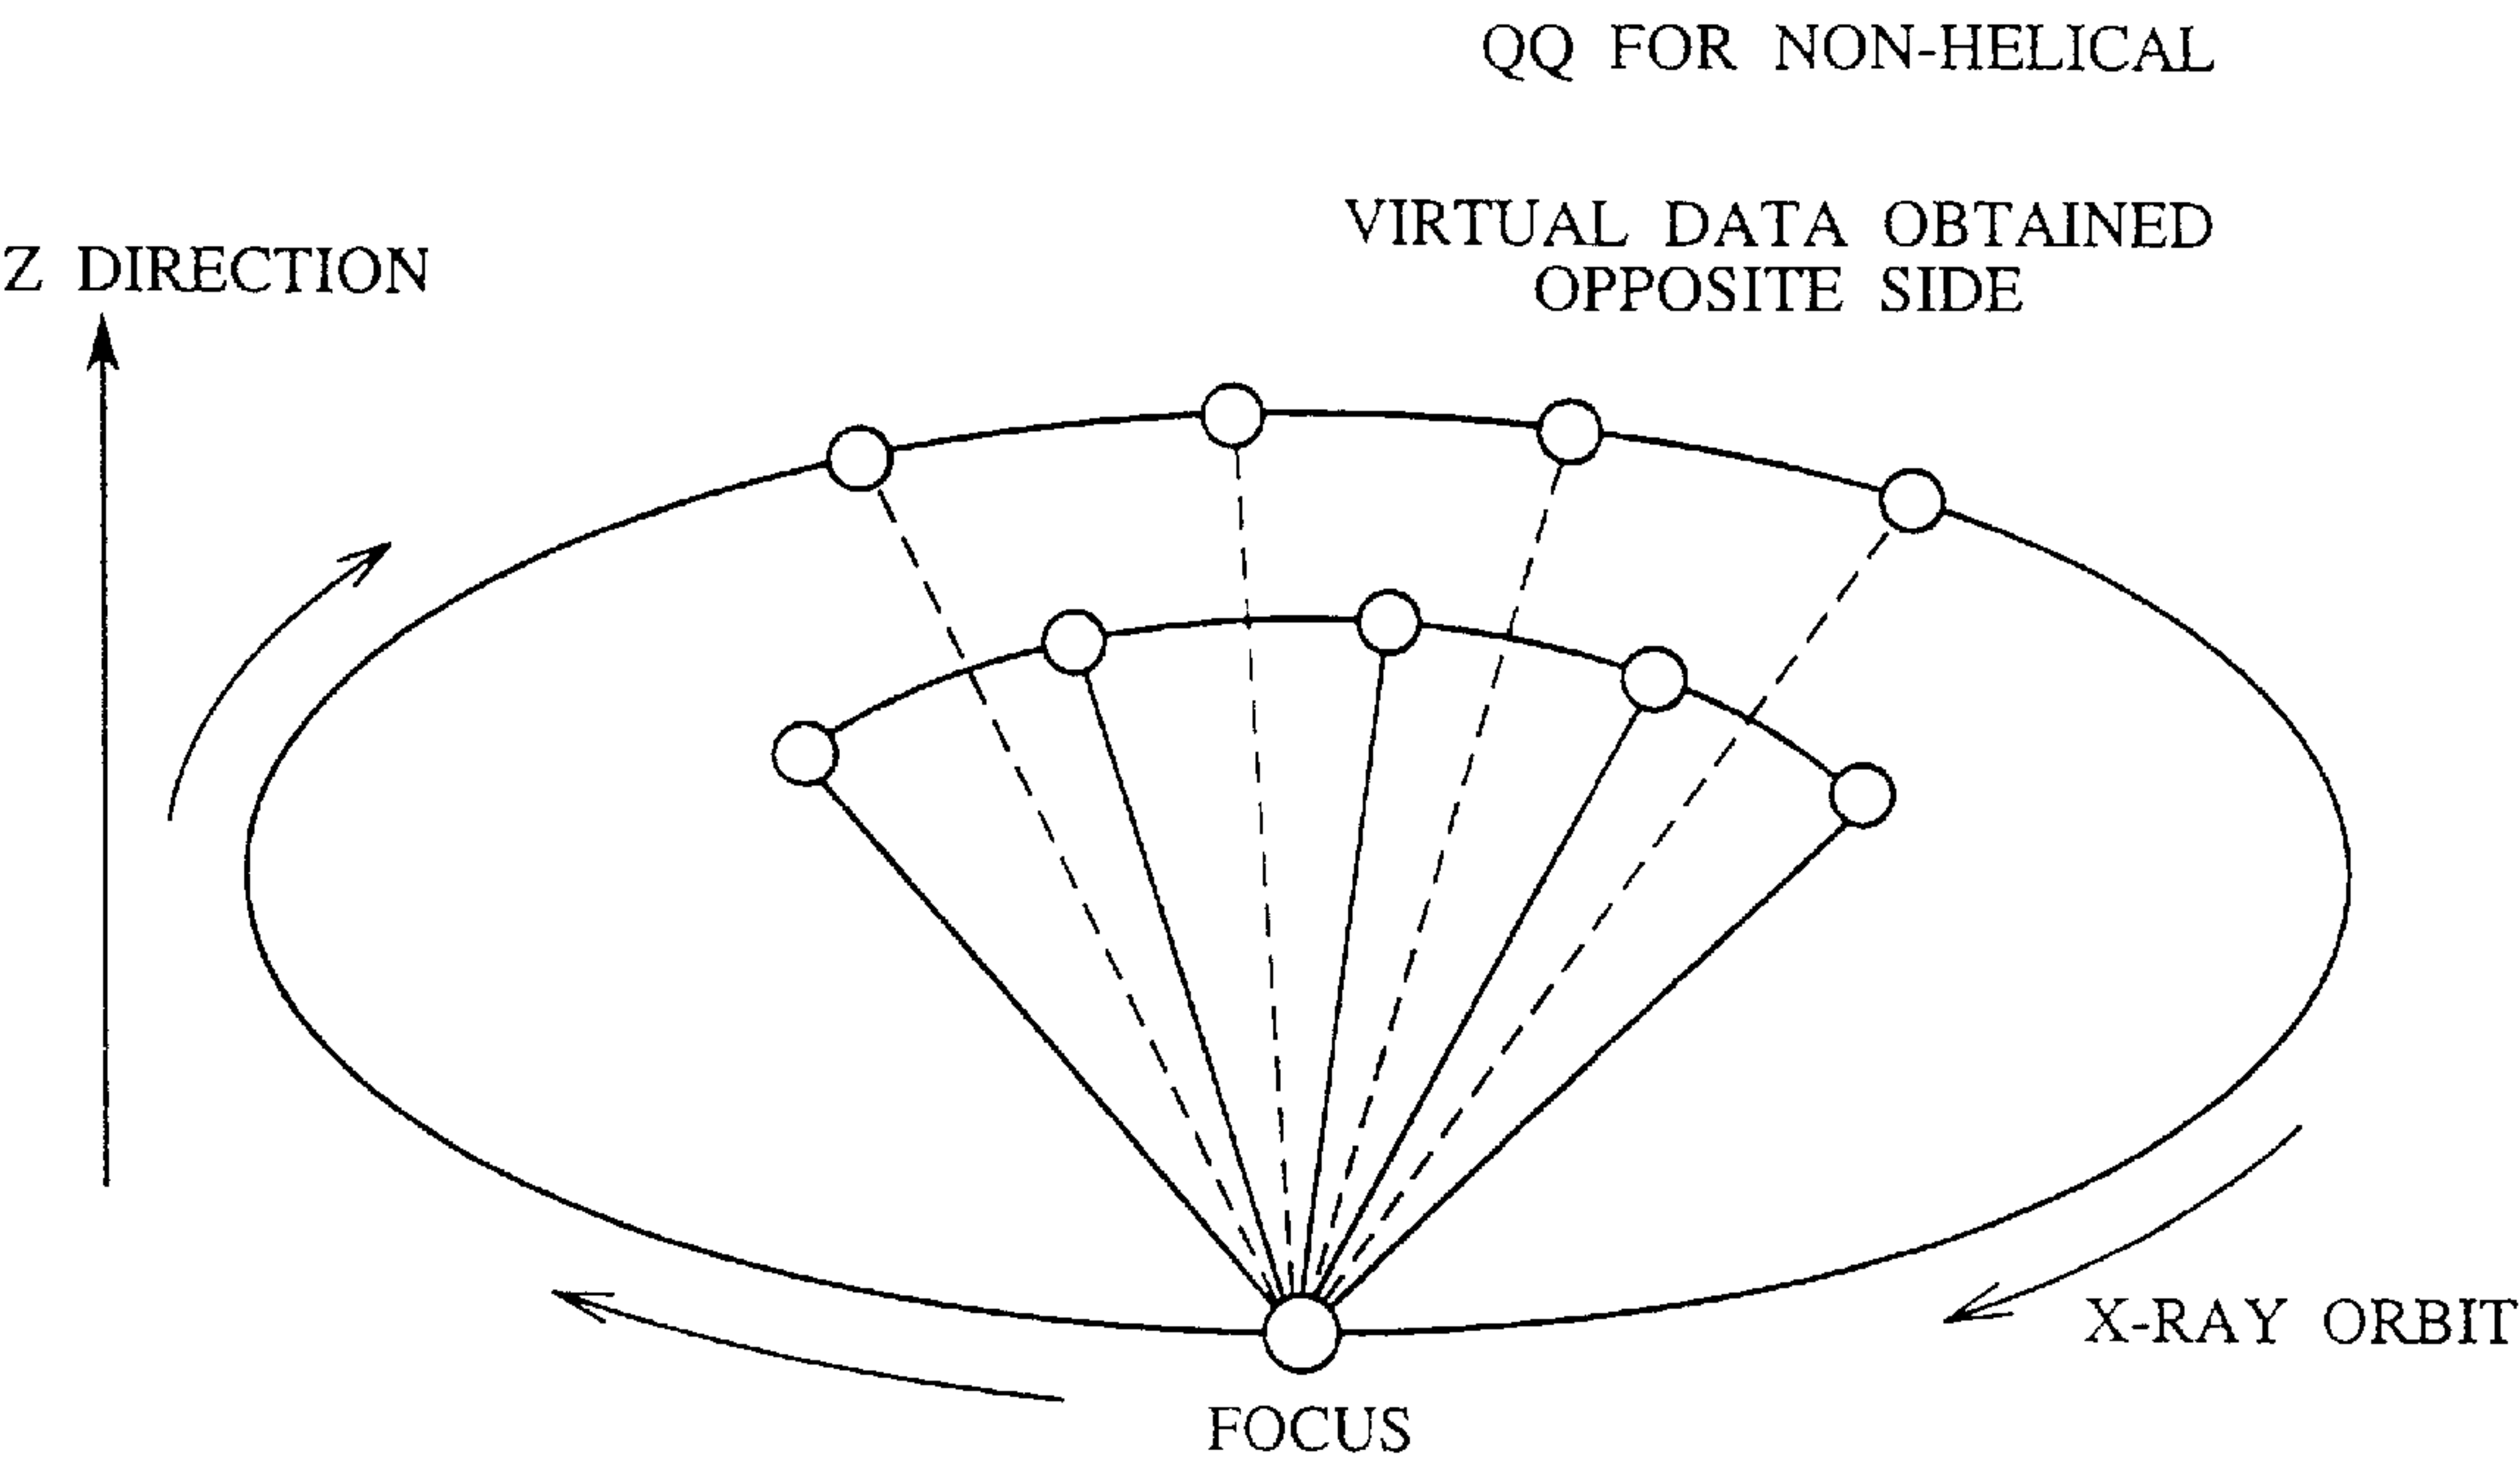 QQ FOR NON-HELICAL
VIRTUAL DATA OBTAINED
OPPOSITE SIDE
Z DIRECTION
X-RAY ORBIT
FOCUS